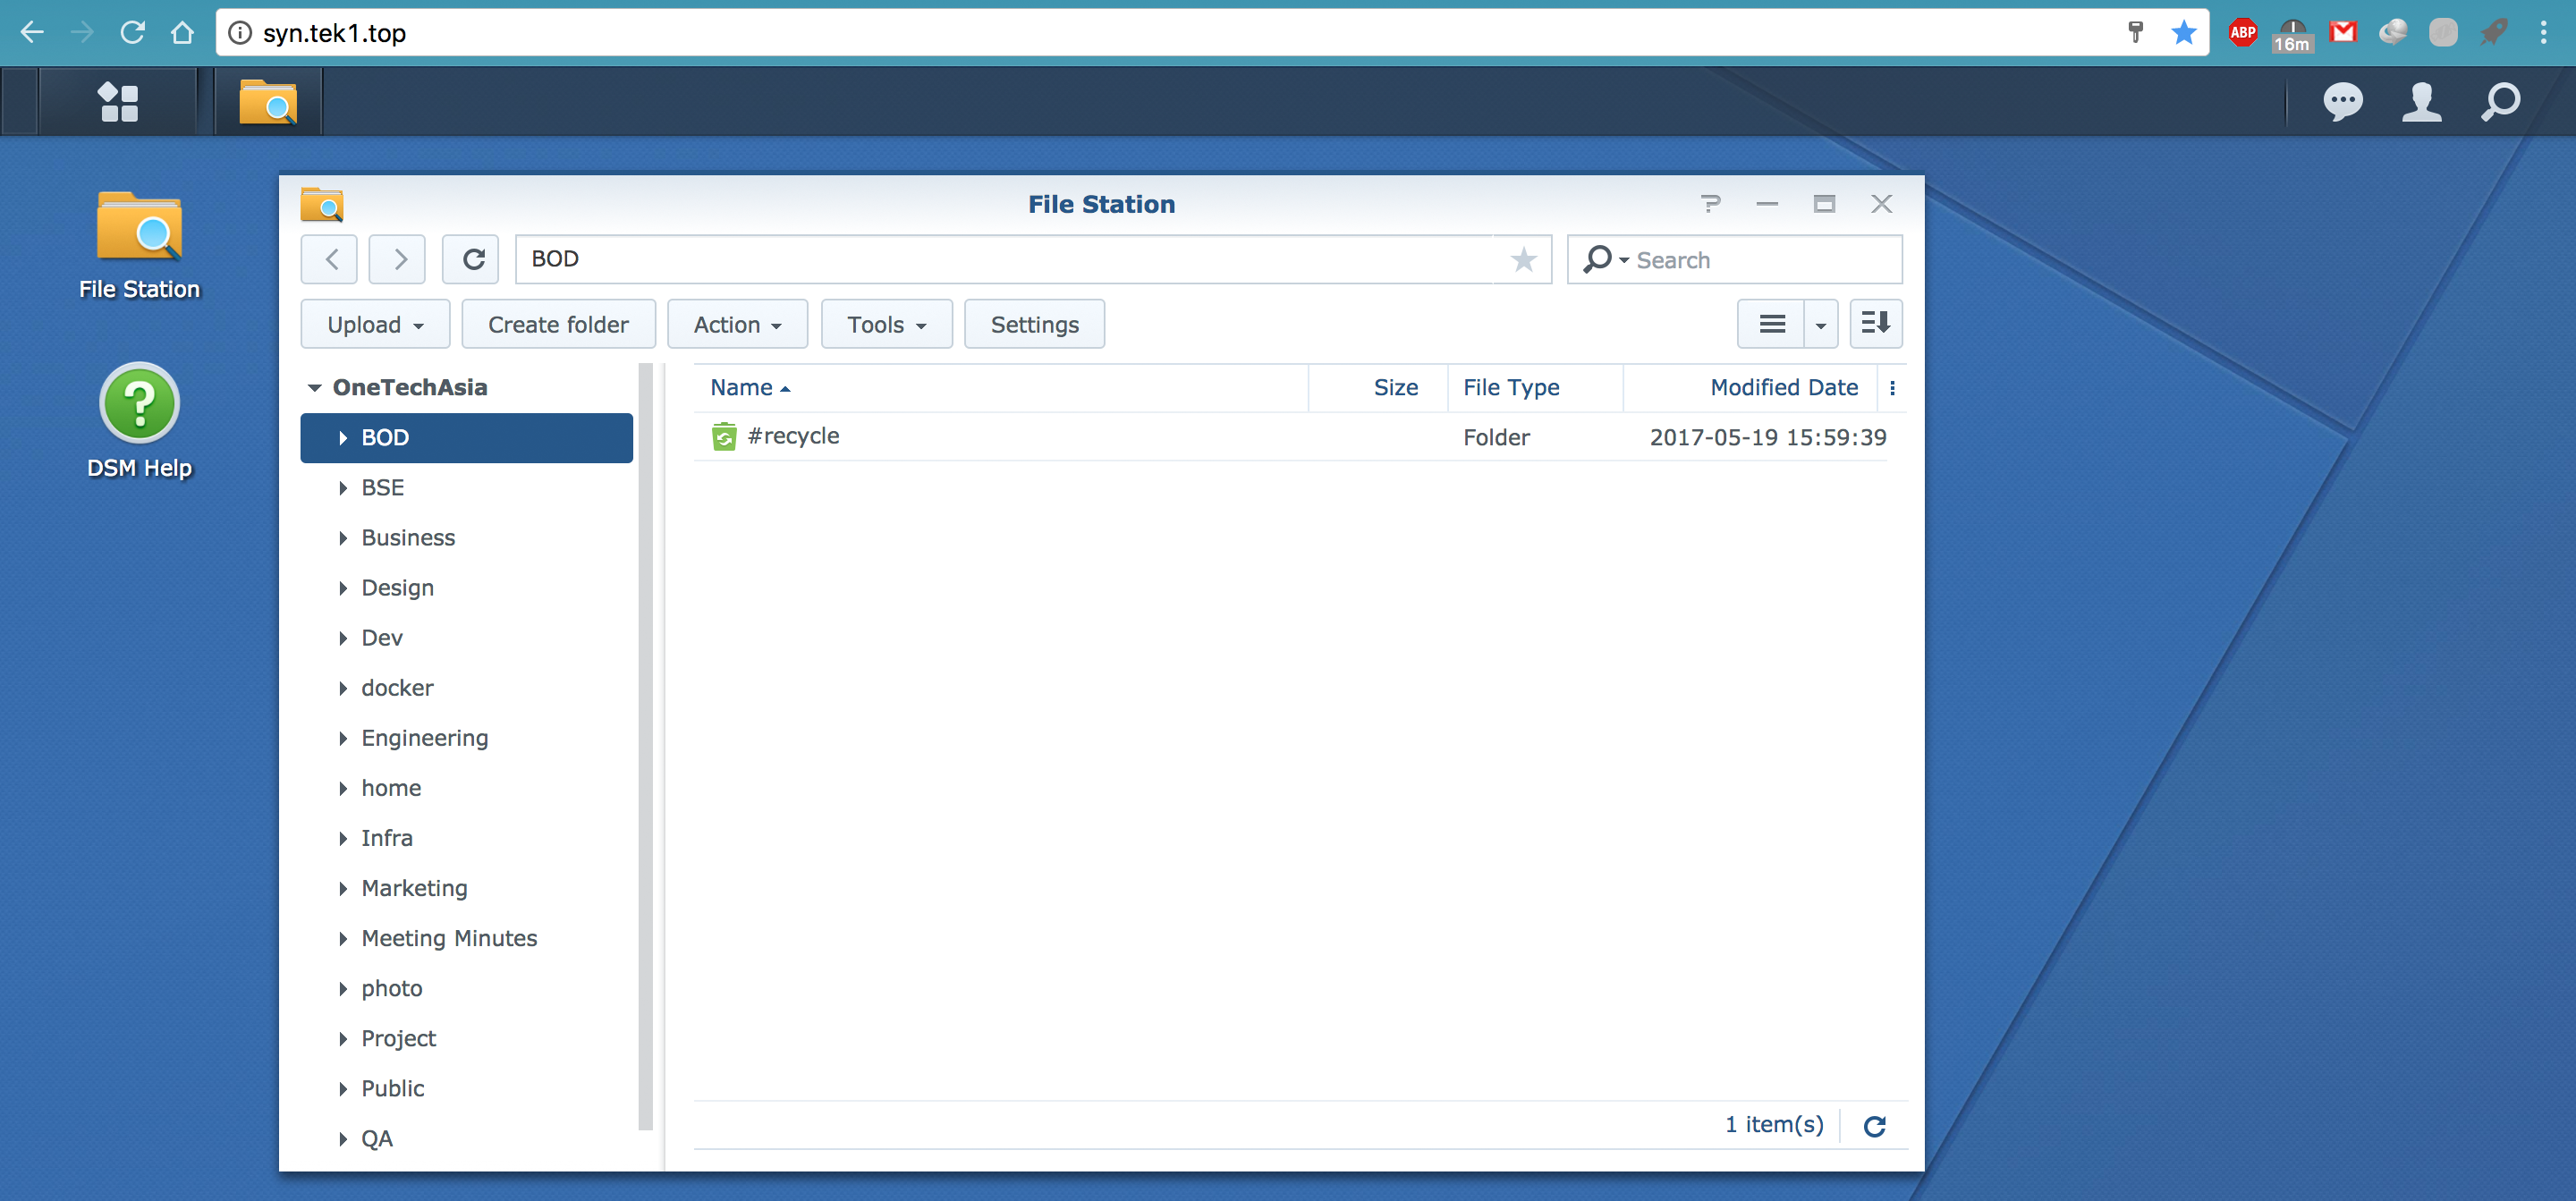 syn.tek1.top
ABP
16m
File Station
DSM Help
File Station
BOD
Search
Upload
Create folder
Action
Tools
Settings
OneTechAsia
BOD
BSE
Business
Design
Dev
docker
Engineering
home
Infra
Marketing
Meeting Minutes
photo
Project
Public
QA
Name Size File Type Modified Date
#recycle Folder 2017-05-19 15:59:39
1 item(s)